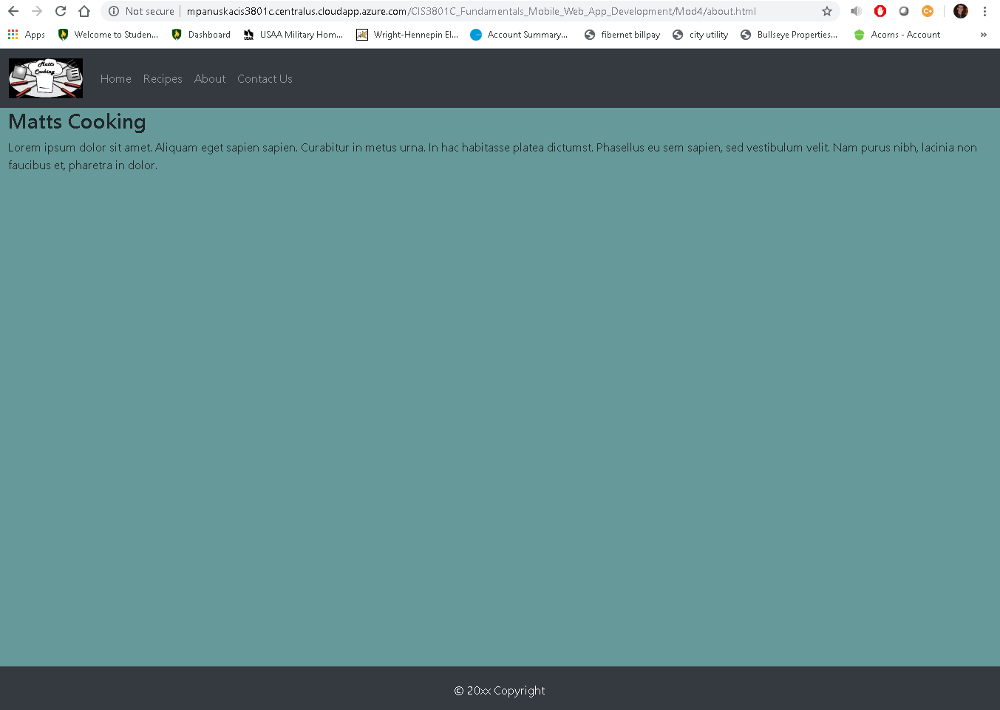 Not secure | mpanuskacis3801c.centralus.cloudapp.azure.com/CIS3801C_Fundamentals_Mobile_Web_App_Development/Mod4/about.html
Apps Welcome to Studen... Dashboard USAA USAA Military Hom... Wright-Hennepin El... Account Summary... fibernet billpay city utility Bullseye Properties... Acorns - Account »
Matts
Cooking
Home Recipes About Contact Us
Matts Cooking
Lorem ipsum dolor sit amet. Aliquam eget sapien sapien. Curabitur in metus urna. In hac habitasse platea dictumst. Phasellus eu sem sapien, sed vestibulum velit. Nam purus nibh, lacinia non
faucibus et, pharetra in dolor.
© 20xx Copyright